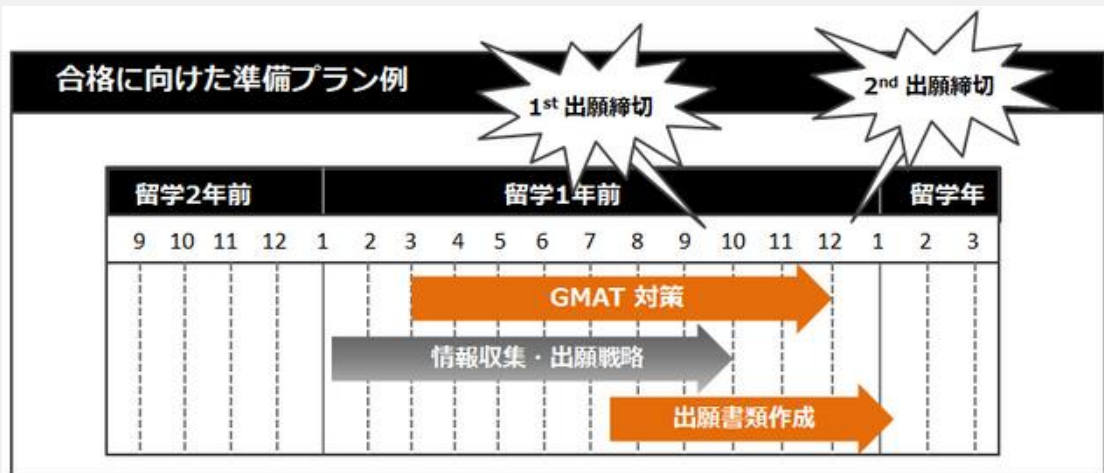 合格に向けた準備プラン例
1st 出願締切
2nd 出願締切
留学2年前 留学1年前 留学年
9 10 11 12 1 2 3 4 5 6 7 8 9 10 11 12 1 2 3
GMAT 対策
情報収集・出願戦略
出願書類作成